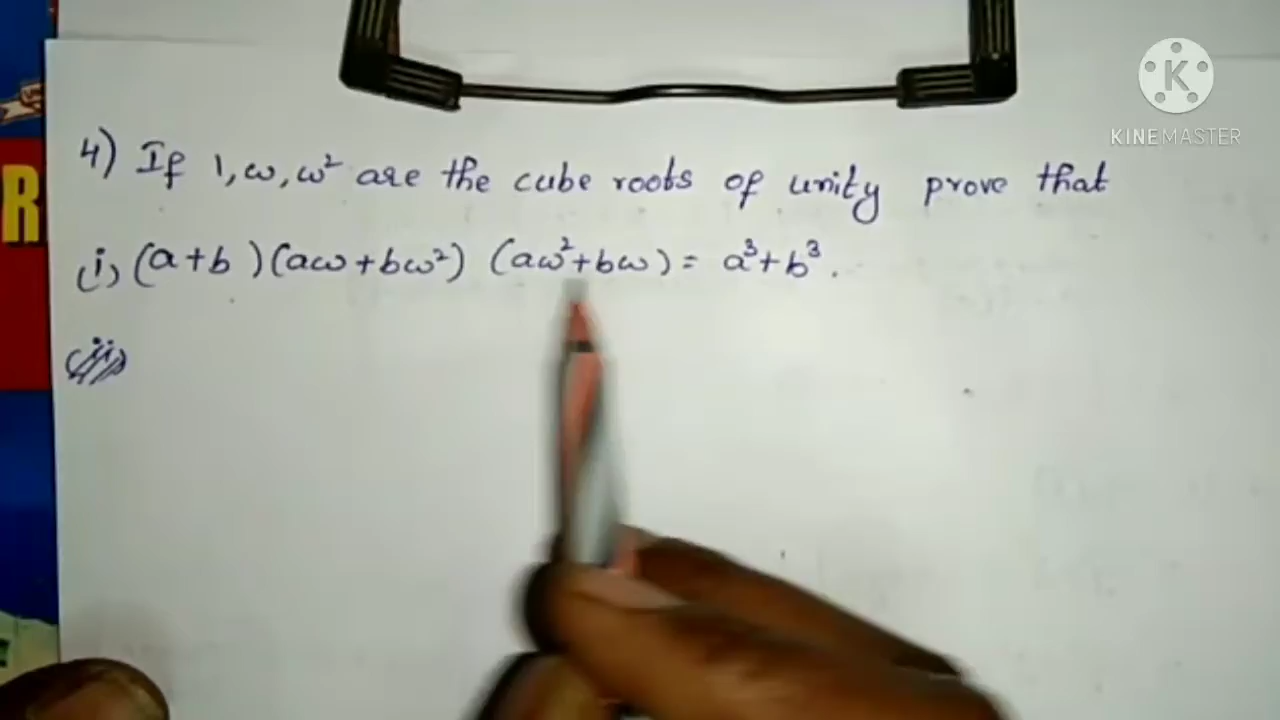 KINEMASTER
4) If 1, ω, ω² are the cube roots of unity prove that
(i) (a+b)(aω+bω²) (aω²+bω) = a³+b³.
R